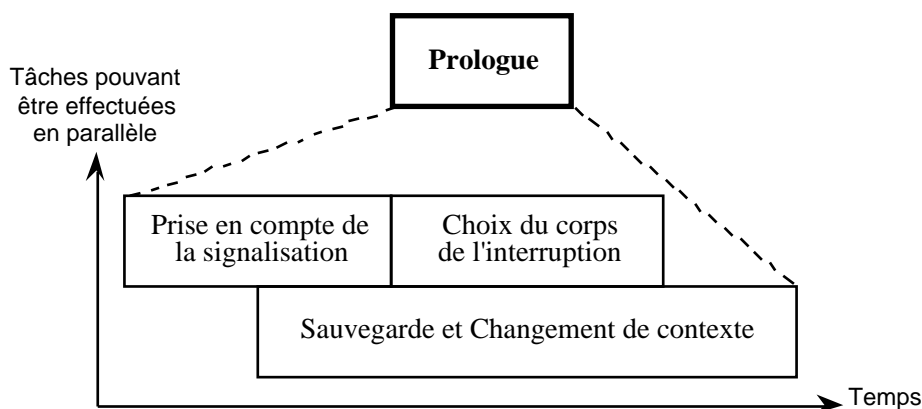 Prologue
Tâches pouvant
être effectuées
en parallèle
Prise en compte de
la signalisation
Choix du corps
de l'interruption
Sauvegarde et Changement de contexte
Temps